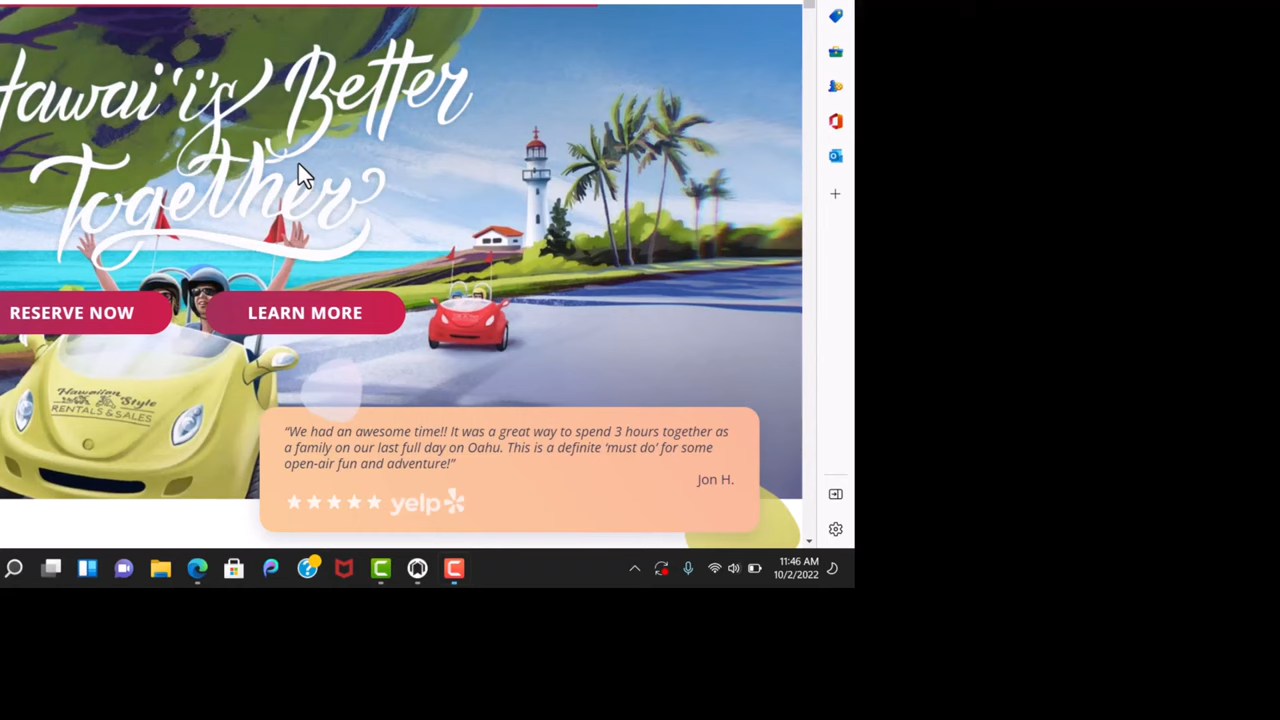 Hawai'i is Better
Together
RESERVE NOW
LEARN MORE
Hawaiian Style
RENTALS & SALES
“We had an awesome time!! It was a great way to spend 3 hours together as
a family on our last full day on Oahu. This is a definite ‘must do’ for some
open-air fun and adventure!”
Jon H.
yelp
11:46 AM
10/2/2022